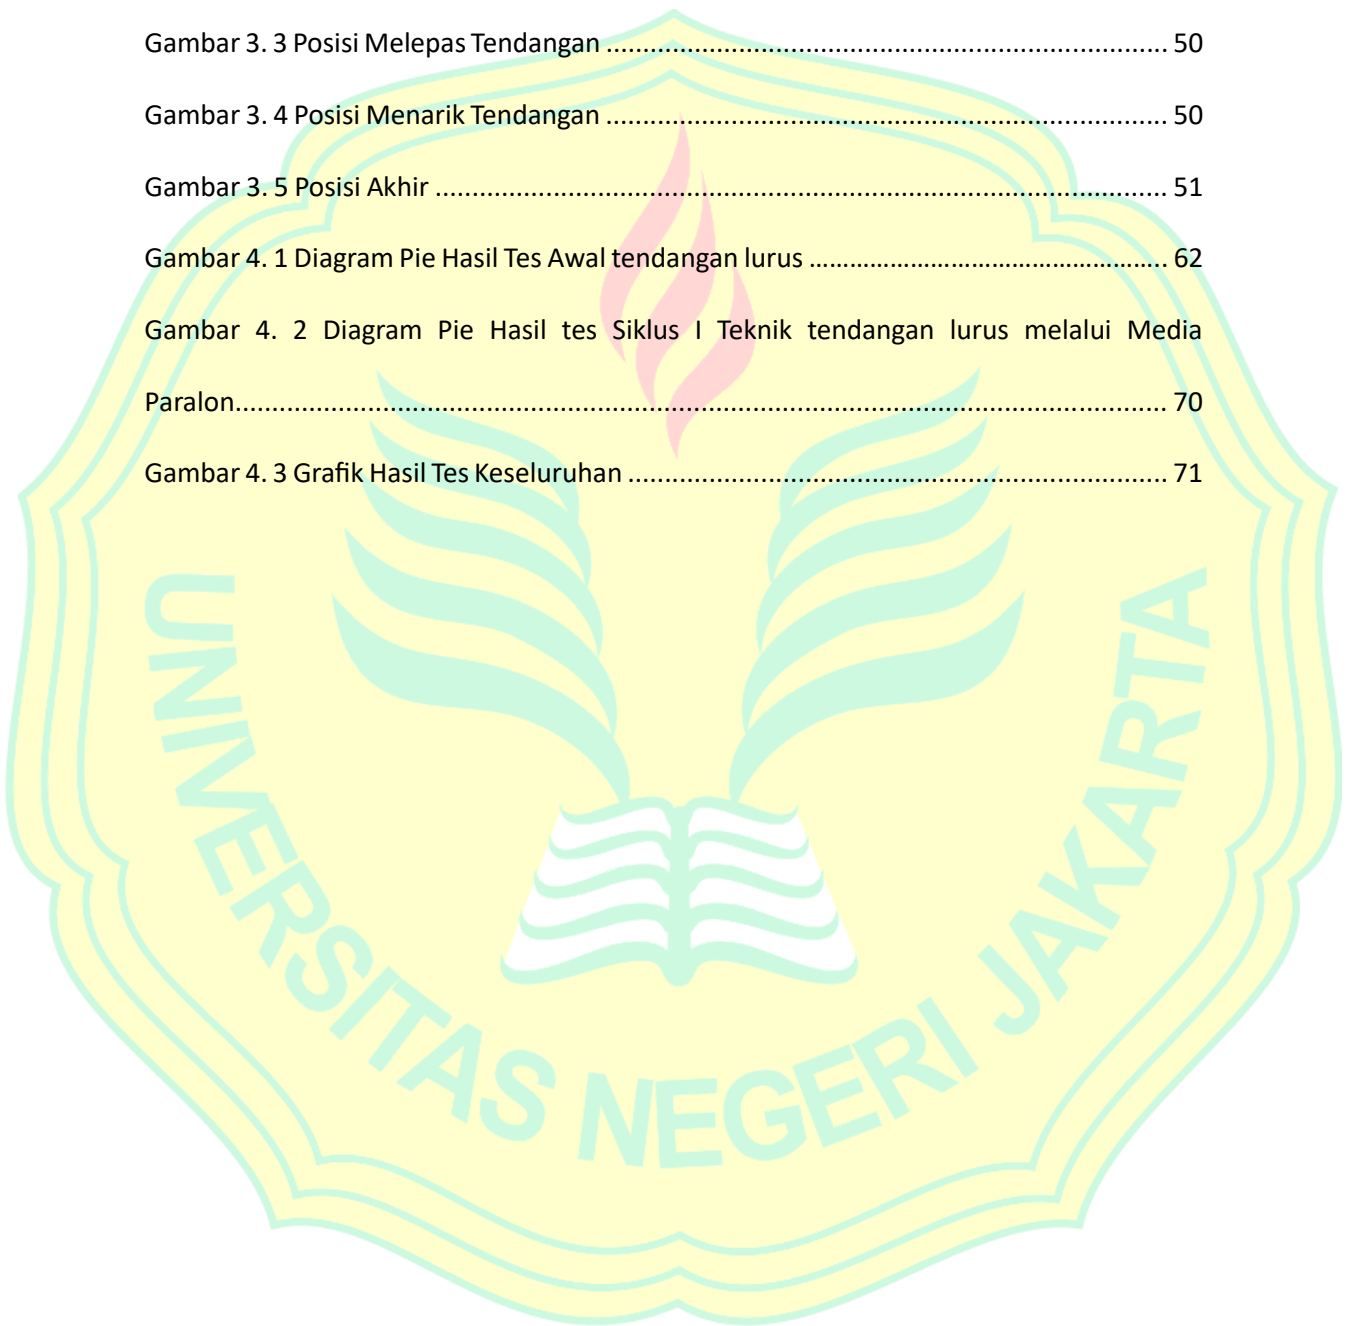 Gambar 3. 3 Posisi Melepas Tendangan ............................................................................ 50
Gambar 3. 4 Posisi Menarik Tendangan ............................................................................ 50
Gambar 3. 5 Posisi Akhir .................................................................................................... 51
Gambar 4. 1 Diagram Pie Hasil Tes Awal tendangan lurus ................................................ 62
Gambar 4. 2 Diagram Pie Hasil tes Siklus I Teknik tendangan lurus melalui Media
Paralon............................................................................................................................... 70
Gambar 4. 3 Grafik Hasil Tes Keseluruhan ......................................................................... 71
UNIVERSITAS NEGERI JAKARTA